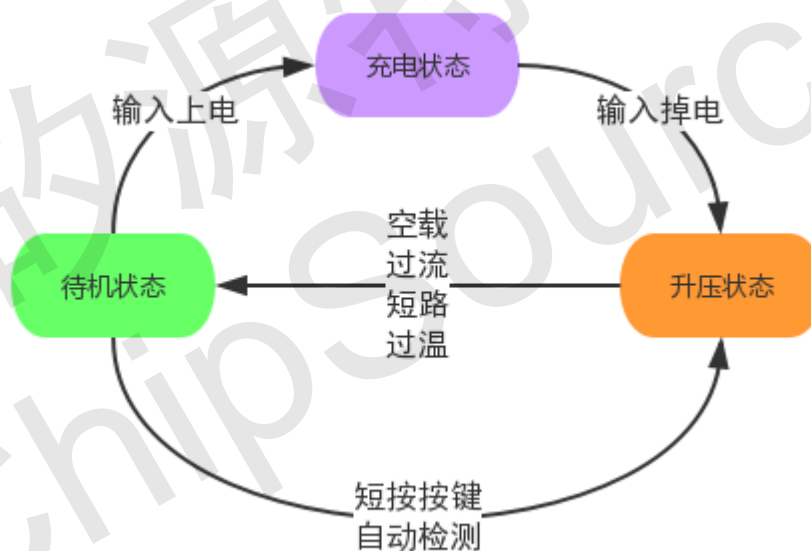 充电状态
输入上电
输入掉电
空载
过流
短路
过温
待机状态
升压状态
短按按键
自动检测